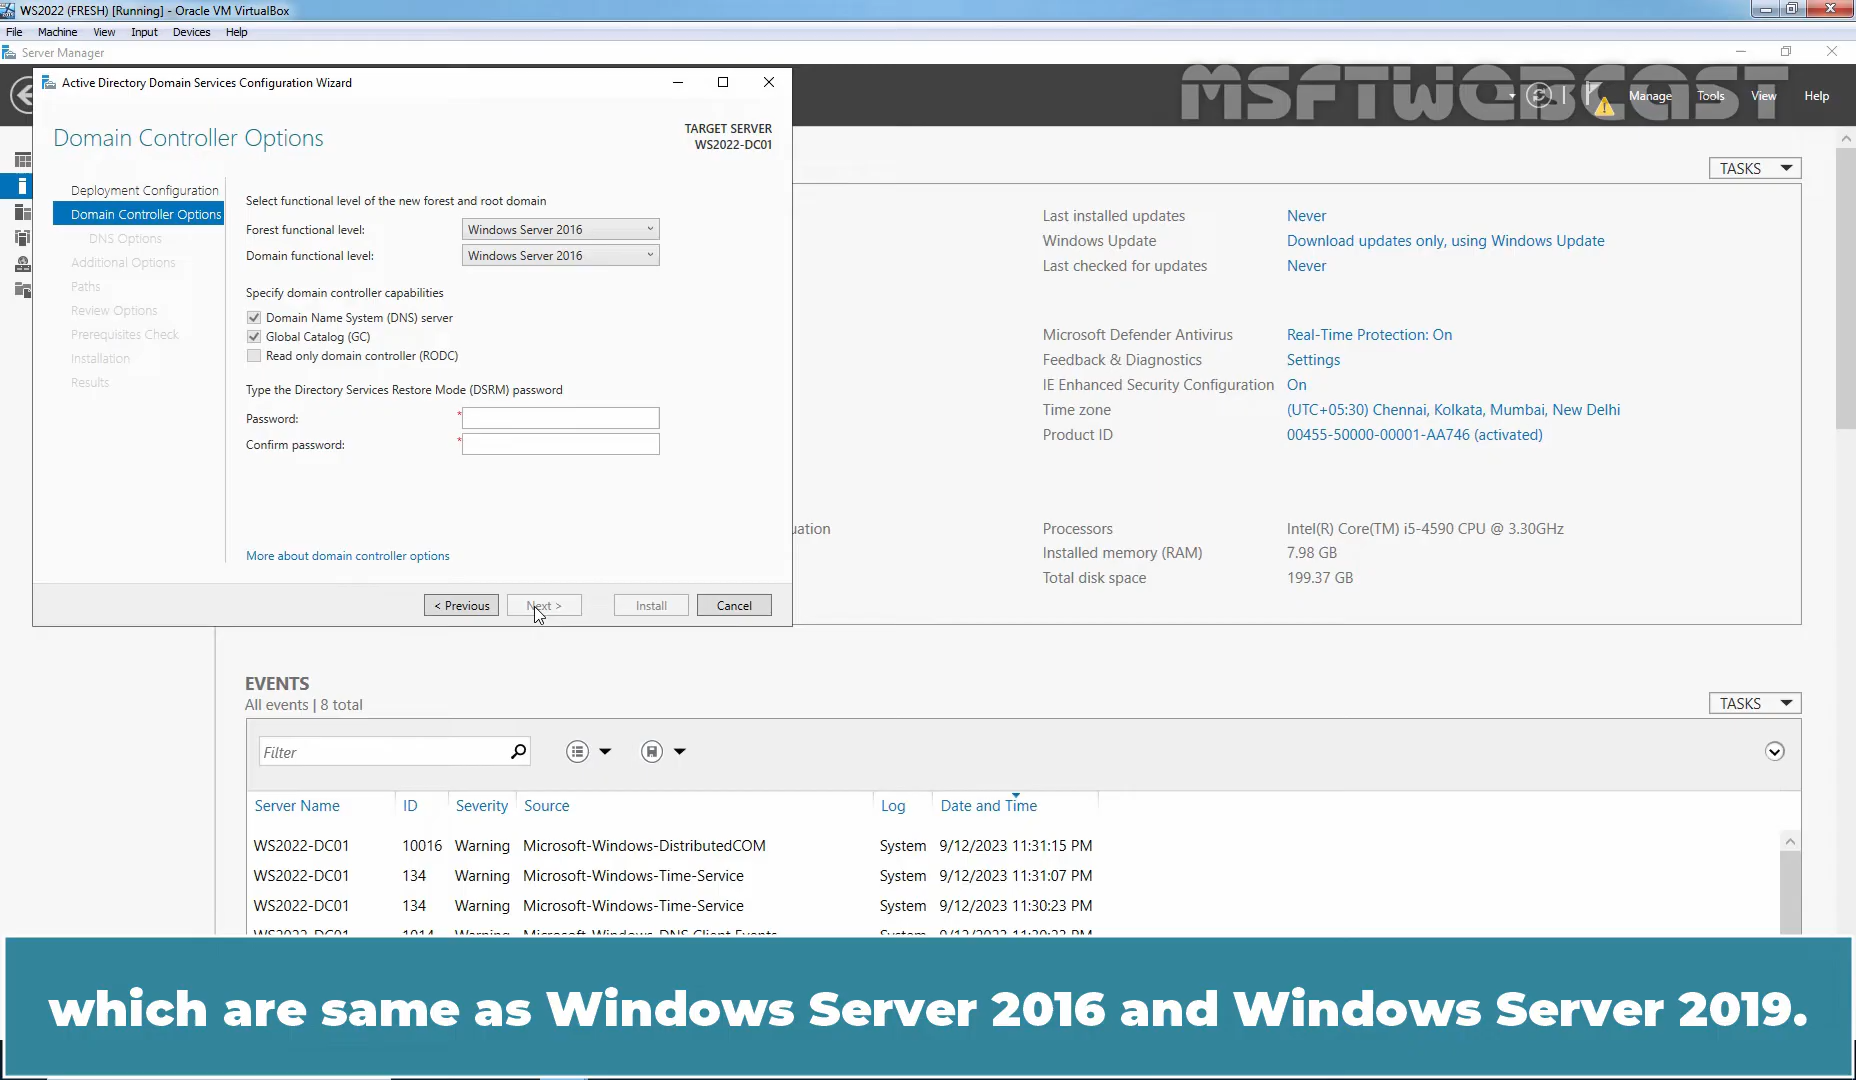 WS2022 (FRESH) [Running] - Oracle VM VirtualBox
File Machine View Input Devices Help
Server Manager
MSFTWEBCAST
Manage Tools View Help
Active Directory Domain Services Configuration Wizard
Domain Controller Options
TARGET SERVER
WS2022-DC01
Deployment Configuration
Domain Controller Options
DNS Options
Additional Options
Paths
Review Options
Prerequisites Check
Installation
Results
Select functional level of the new forest and root domain
Forest functional level: Windows Server 2016
Domain functional level: Windows Server 2016
Specify domain controller capabilities
Domain Name System (DNS) server
Global Catalog (GC)
Read only domain controller (RODC)
Type the Directory Services Restore Mode (DSRM) password
Password: *
Confirm password: *
More about domain controller options
< Previous Next > Install Cancel
TASKS
Last installed updates Never
Windows Update Download updates only, using Windows Update
Last checked for updates Never
Microsoft Defender Antivirus Real-Time Protection: On
Feedback & Diagnostics Settings
IE Enhanced Security Configuration On
Time zone (UTC+05:30) Chennai, Kolkata, Mumbai, New Delhi
Product ID 00455-50000-00001-AA746 (activated)
Processors Intel(R) Core(TM) i5-4590 CPU @ 3.30GHz
Installed memory (RAM) 7.98 GB
Total disk space 199.37 GB
EVENTS
All events | 8 total
TASKS
Filter
Server Name ID Severity Source Log Date and Time
WS2022-DC01 10016 Warning Microsoft-Windows-DistributedCOM System 9/12/2023 11:31:15 PM
WS2022-DC01 134 Warning Microsoft-Windows-Time-Service System 9/12/2023 11:31:07 PM
WS2022-DC01 134 Warning Microsoft-Windows-Time-Service System 9/12/2023 11:30:23 PM
which are same as Windows Server 2016 and Windows Server 2019.